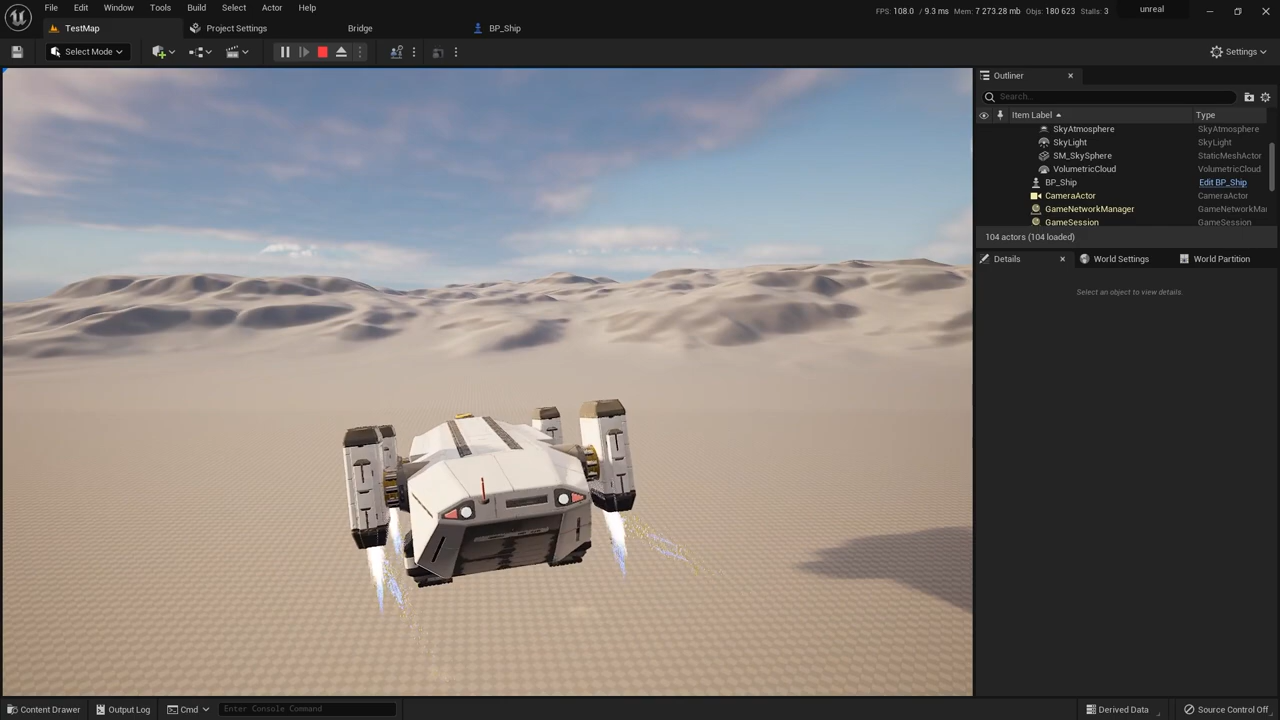 File Edit Window Tools Build Select Actor Help
FPS: 108.0 / 9.3 ms Mem: 7 273.28 mb Objs: 180 623 Stalls: 3
unreal
TestMap Project Settings Bridge BP_Ship
Select Mode
Settings
Outliner
Search...
Item Label Type
SkyAtmosphere SkyAtmosphere
SkyLight SkyLight
SM_SkySphere StaticMeshActor
VolumetricCloud VolumetricCloud
BP_Ship Edit BP_Ship
CameraActor CameraActor
GameNetworkManager GameNetworkMa
GameSession GameSession
104 actors (104 loaded)
Details World Settings World Partition
Select an object to view details.
Content Drawer Output Log Cmd Enter Console Command
Derived Data Source Control Off